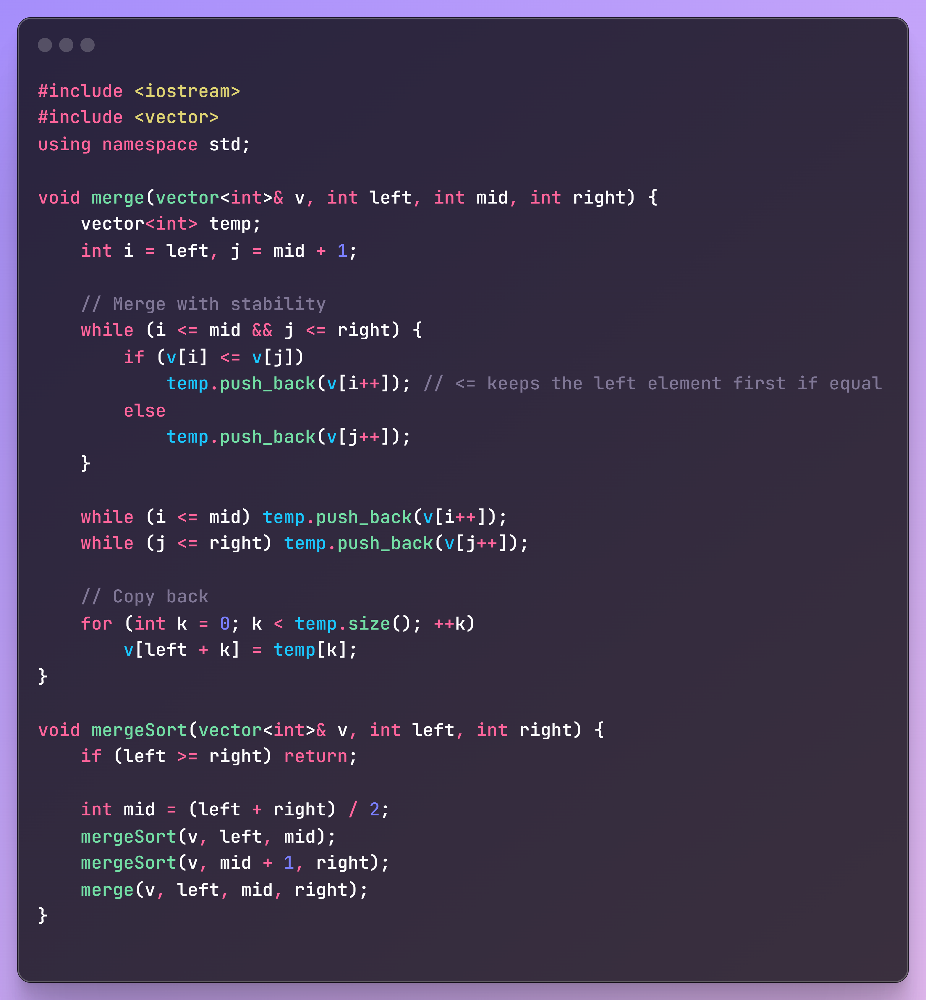 #include <iostream>
#include <vector>
using namespace std;

void merge(vector<int>& v, int left, int mid, int right) {
    vector<int> temp;
    int i = left, j = mid + 1;

    // Merge with stability
    while (i <= mid && j <= right) {
        if (v[i] <= v[j])
            temp.push_back(v[i++]); // <= keeps the left element first if equal
        else
            temp.push_back(v[j++]);
    }

    while (i <= mid) temp.push_back(v[i++]);
    while (j <= right) temp.push_back(v[j++]);

    // Copy back
    for (int k = 0; k < temp.size(); ++k)
        v[left + k] = temp[k];
}

void mergeSort(vector<int>& v, int left, int right) {
    if (left >= right) return;

    int mid = (left + right) / 2;
    mergeSort(v, left, mid);
    mergeSort(v, mid + 1, right);
    merge(v, left, mid, right);
}